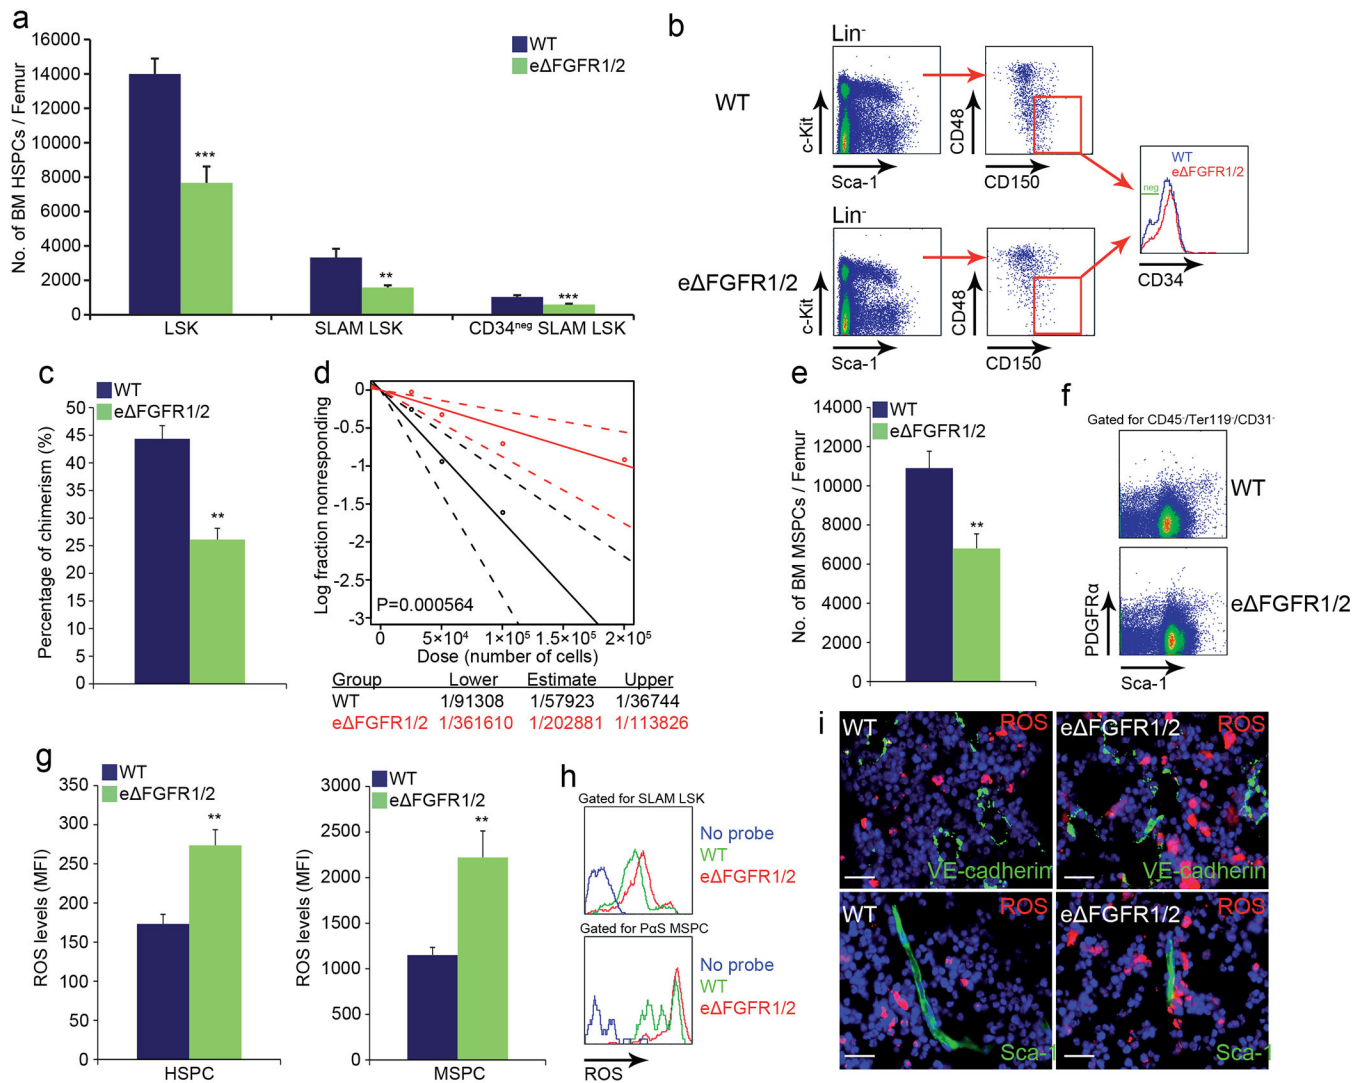 a
16000
14000
12000
10000
8000
6000
4000
2000
0
No. of BM HSPCs / Femur
WT
eΔFGFR1/2
***
**
***
LSK
SLAM LSK
CD34neg SLAM LSK
b
Lin-
WT
c-Kit
Sca-1
CD48
CD150
Lin-
eΔFGFR1/2
c-Kit
Sca-1
CD48
CD150
WT
eΔFGFR1/2
neg
CD34
c
WT
eΔFGFR1/2
50
45
40
35
30
25
20
15
10
5
0
Percentage of chimerism (%)
**
d
0
-0.5
-1
-1.5
-2
-2.5
-3
Log fraction nonresponding
P=0.000564
0
5×10⁴
1×10⁵
2×10⁵
Dose (number of cells)
Group Lower Estimate Upper
WT 1/91308 1/57923 1/36744
eΔFGFR1/2 1/361610 1/202881 1/113826
e
14000
12000
10000
8000
6000
4000
2000
0
No. of BM MSPCs / Femur
WT
eΔFGFR1/2
**
f
Gated for CD45-/Ter119-/CD31-
WT
eΔFGFR1/2
PDGFRα
Sca-1
g
WT
eΔFGFR1/2
350
300
250
200
150
100
50
0
ROS levels (MFI)
**
HSPC
WT
eΔFGFR1/2
3000
2500
2000
1500
1000
500
0
ROS levels (MFI)
**
MSPC
h
Gated for SLAM LSK
No probe
WT
eΔFGFR1/2
Gated for PαS MSPC
No probe
WT
eΔFGFR1/2
ROS
i
WT
ROS
VE-cadherin
eΔFGFR1/2
ROS
VE-cadherin
WT
ROS
Sca-1
eΔFGFR1/2
ROS
Sca-1